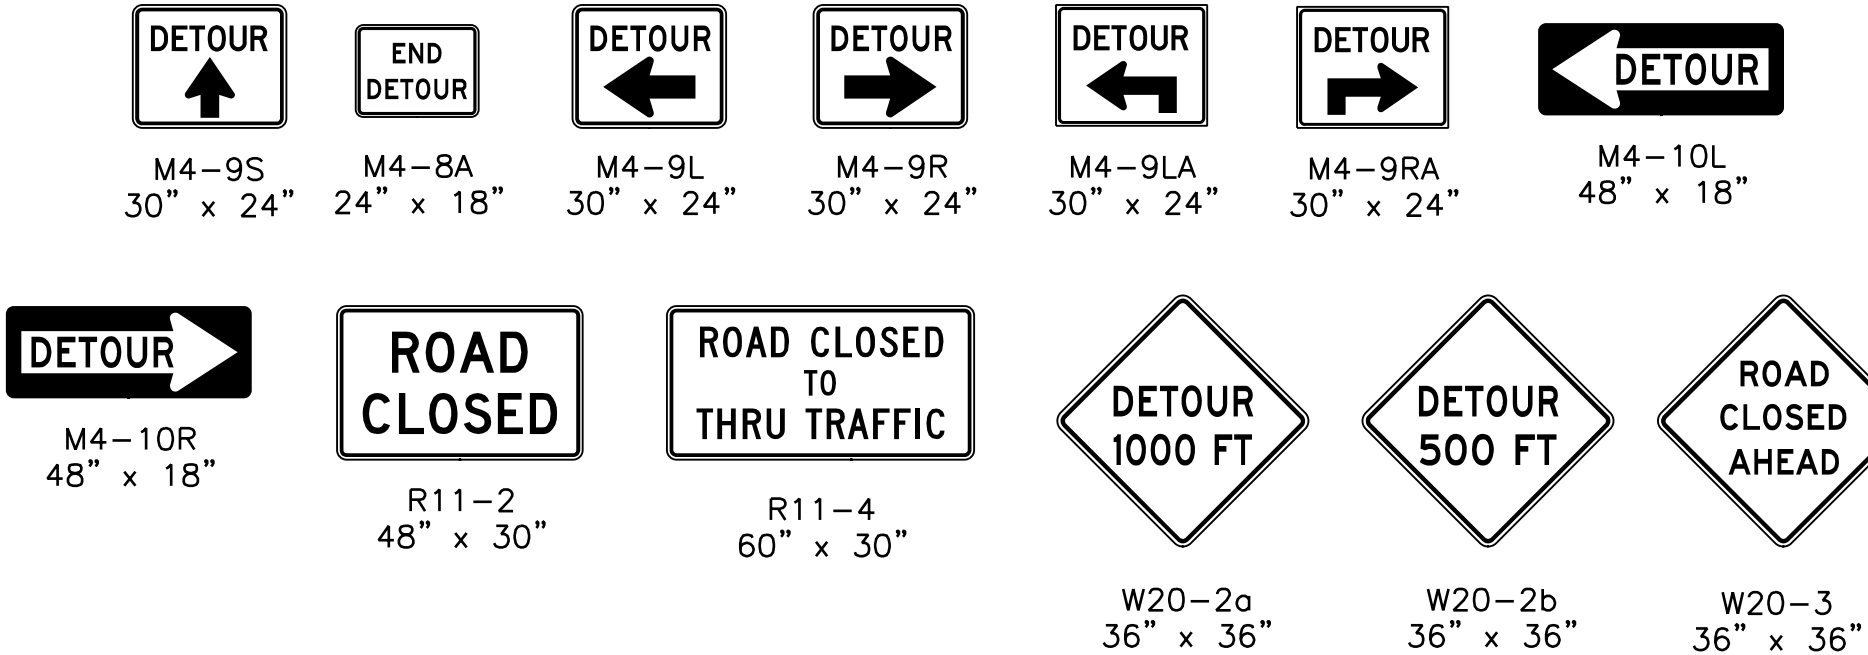 DETOUR
M4-9S
30” x 24”
END
DETOUR
M4-8A
24” x 18”
DETOUR
M4-9L
30” x 24”
DETOUR
M4-9R
30” x 24”
DETOUR
M4-9LA
30” x 24”
DETOUR
M4-9RA
30” x 24”
DETOUR
M4-10L
48” x 18”
DETOUR
M4-10R
48” x 18”
ROAD
CLOSED
R11-2
48” x 30”
ROAD CLOSED
TO
THRU TRAFFIC
R11-4
60” x 30”
DETOUR
1000 FT
W20-2a
36” x 36”
DETOUR
500 FT
W20-2b
36” x 36”
ROAD
CLOSED
AHEAD
W20-3
36” x 36”